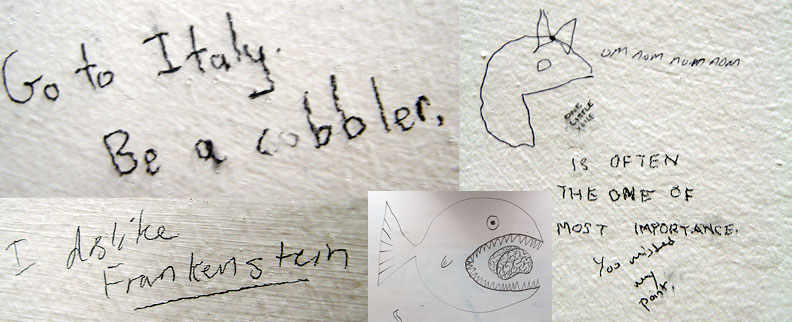 Go to Italy.
Be a cobbler.
om nom nom nom
ONE
LITTLE
VOICE
IS OFTEN
THE ONE OF
MOST IMPORTANCE.
You missed
my
point.
I dislike
Frankenstein